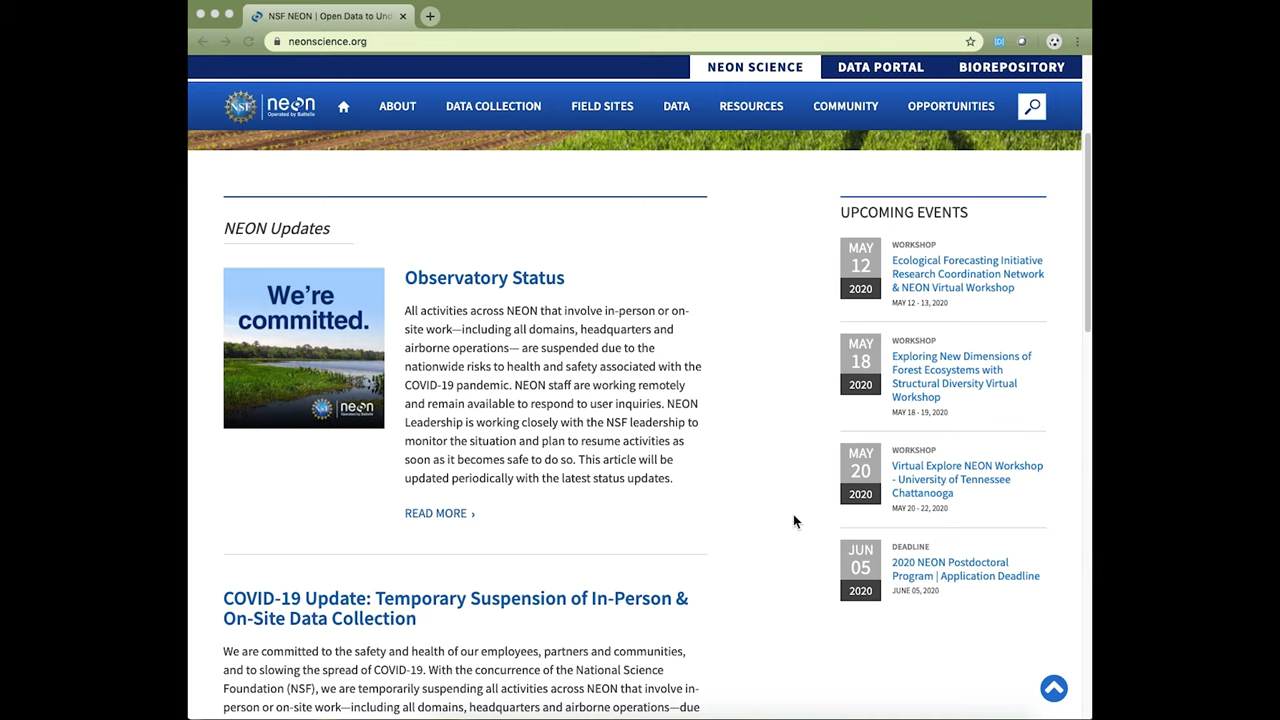 NSF NEON | Open Data to Und
neonscience.org
NEON SCIENCE
DATA PORTAL
BIOREPOSITORY
NSF
neon
Operated by Battelle
ABOUT
DATA COLLECTION
FIELD SITES
DATA
RESOURCES
COMMUNITY
OPPORTUNITIES
NEON Updates
We're
committed.
NSF
neon
Operated by Battelle
Observatory Status
All activities across NEON that involve in-person or on-
site work—including all domains, headquarters and
airborne operations— are suspended due to the
nationwide risks to health and safety associated with the
COVID-19 pandemic. NEON staff are working remotely
and remain available to respond to user inquiries. NEON
Leadership is working closely with the NSF leadership to
monitor the situation and plan to resume activities as
soon as it becomes safe to do so. This article will be
updated periodically with the latest status updates.
READ MORE ›
COVID-19 Update: Temporary Suspension of In-Person &
On-Site Data Collection
We are committed to the safety and health of our employees, partners and communities,
and to slowing the spread of COVID-19. With the concurrence of the National Science
Foundation (NSF), we are temporarily suspending all activities across NEON that involve in-
person or on-site work—including all domains, headquarters and airborne operations—due
UPCOMING EVENTS
MAY
12
2020
WORKSHOP
Ecological Forecasting Initiative
Research Coordination Network
& NEON Virtual Workshop
MAY 12 - 13, 2020
MAY
18
2020
WORKSHOP
Exploring New Dimensions of
Forest Ecosystems with
Structural Diversity Virtual
Workshop
MAY 18 - 19, 2020
MAY
20
2020
WORKSHOP
Virtual Explore NEON Workshop
- University of Tennessee
Chattanooga
MAY 20 - 22, 2020
JUN
05
2020
DEADLINE
2020 NEON Postdoctoral
Program | Application Deadline
JUNE 05, 2020